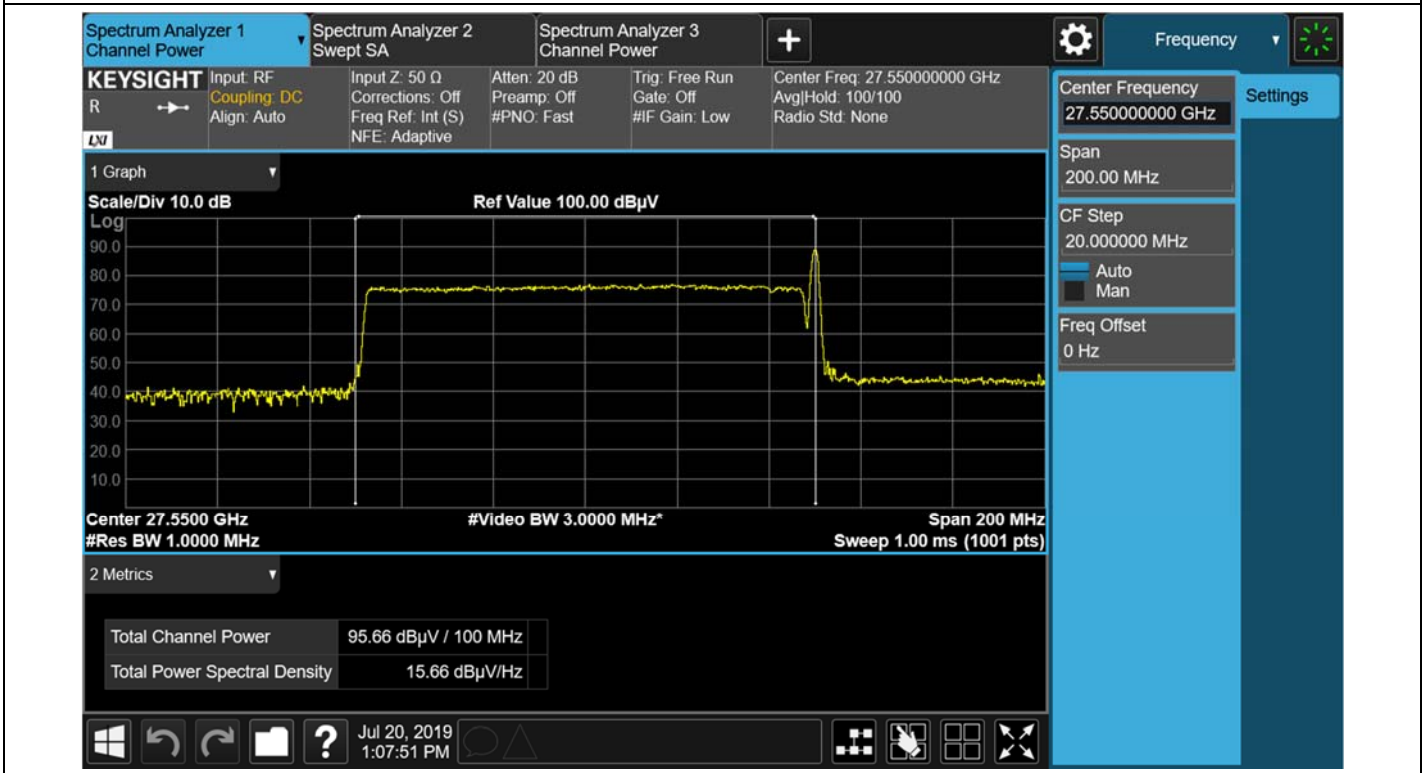 Spectrum Analyzer 1
Channel Power
Spectrum Analyzer 2
Swept SA
Spectrum Analyzer 3
Channel Power
Frequency
KEYSIGHT
R
LXI
Input: RF
Coupling: DC
Align: Auto
Input Z: 50 Ω
Corrections: Off
Freq Ref: Int (S)
NFE: Adaptive
Atten: 20 dB
Preamp: Off
#PNO: Fast
Trig: Free Run
Gate: Off
#IF Gain: Low
Center Freq: 27.550000000 GHz
Avg|Hold: 100/100
Radio Std: None
Center Frequency
27.550000000 GHz
Settings
Span
200.00 MHz
CF Step
20.000000 MHz
Auto
Man
Freq Offset
0 Hz
1 Graph
Scale/Div 10.0 dB
Ref Value 100.00 dBµV
Log
90.0
80.0
70.0
60.0
50.0
40.0
30.0
20.0
10.0
Center 27.5500 GHz
#Video BW 3.0000 MHz*
Span 200 MHz
#Res BW 1.0000 MHz
Sweep 1.00 ms (1001 pts)
2 Metrics
Total Channel Power 95.66 dBµV / 100 MHz
Total Power Spectral Density 15.66 dBµV/Hz
?
Jul 20, 2019
1:07:51 PM